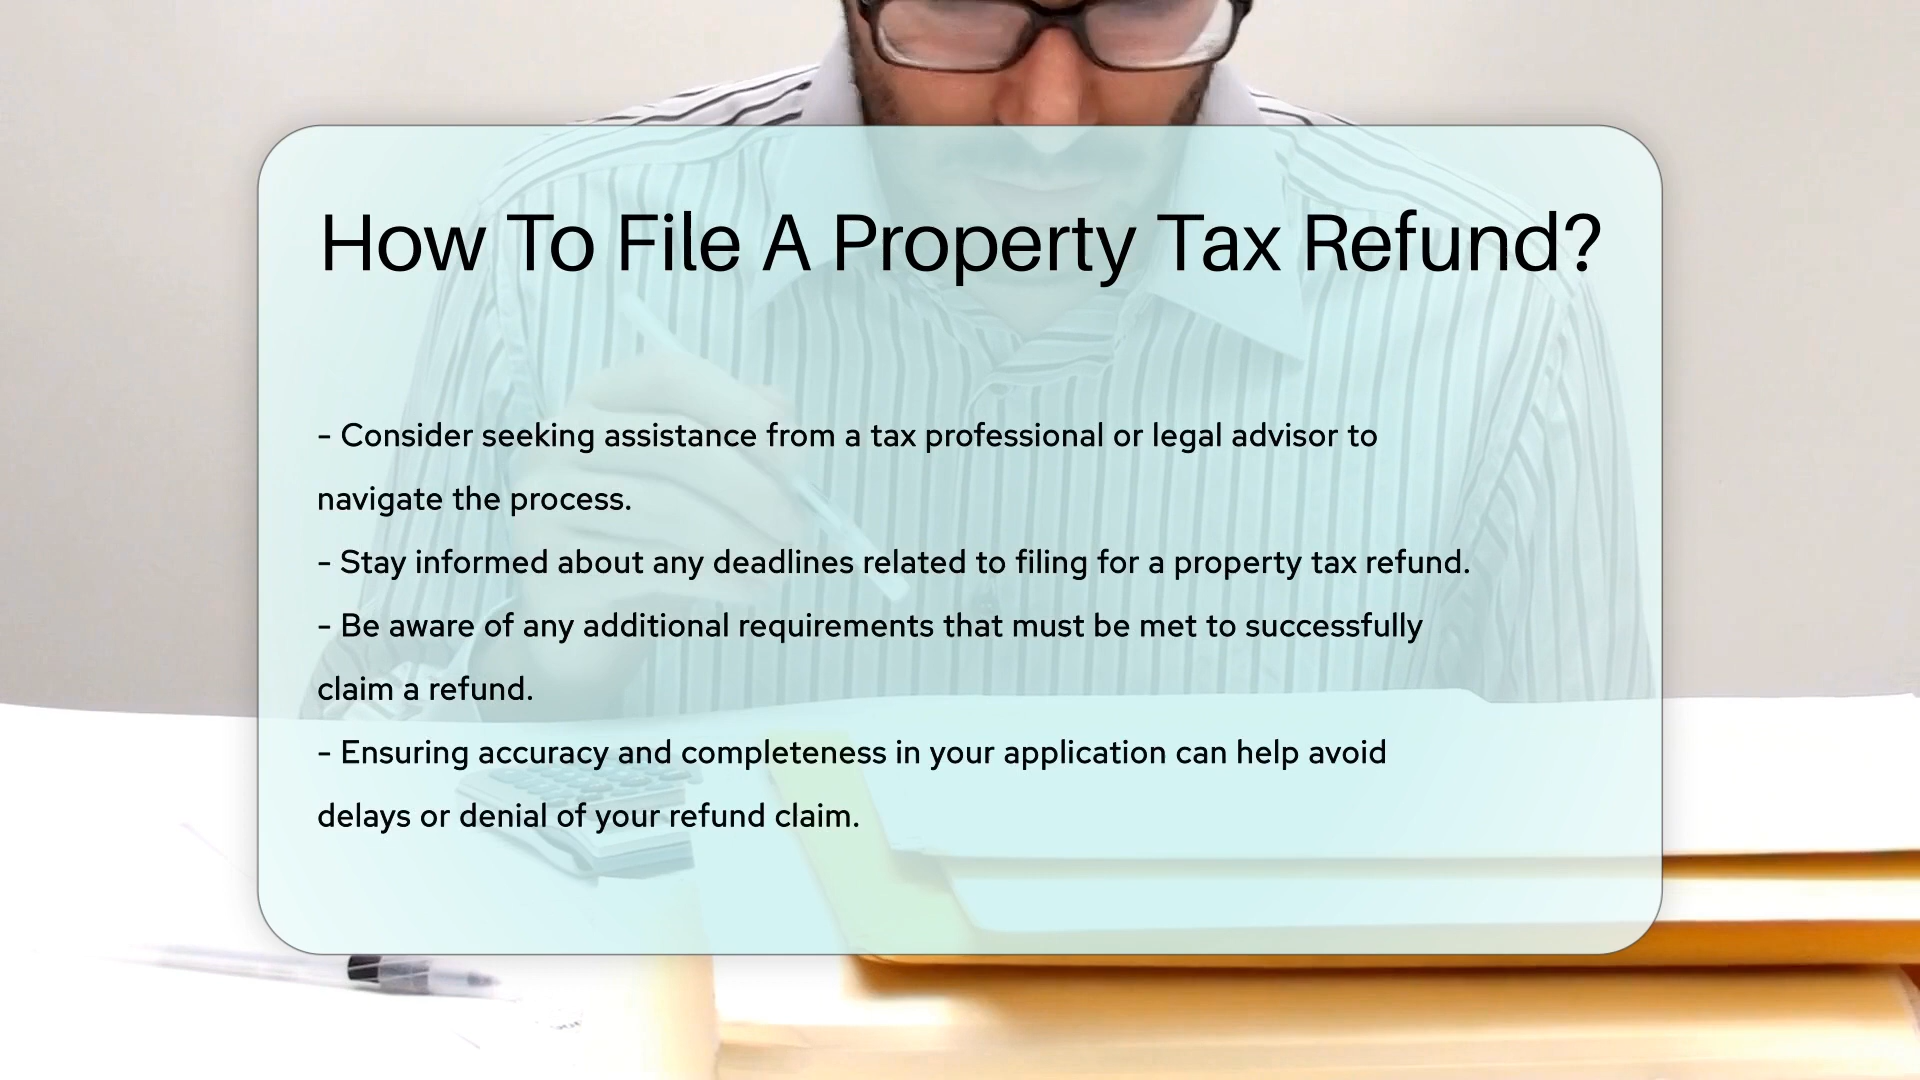 How To File A Property Tax Refund?
- Consider seeking assistance from a tax professional or legal advisor to
navigate the process.
- Stay informed about any deadlines related to filing for a property tax refund.
- Be aware of any additional requirements that must be met to successfully
claim a refund.
- Ensuring accuracy and completeness in your application can help avoid
delays or denial of your refund claim.